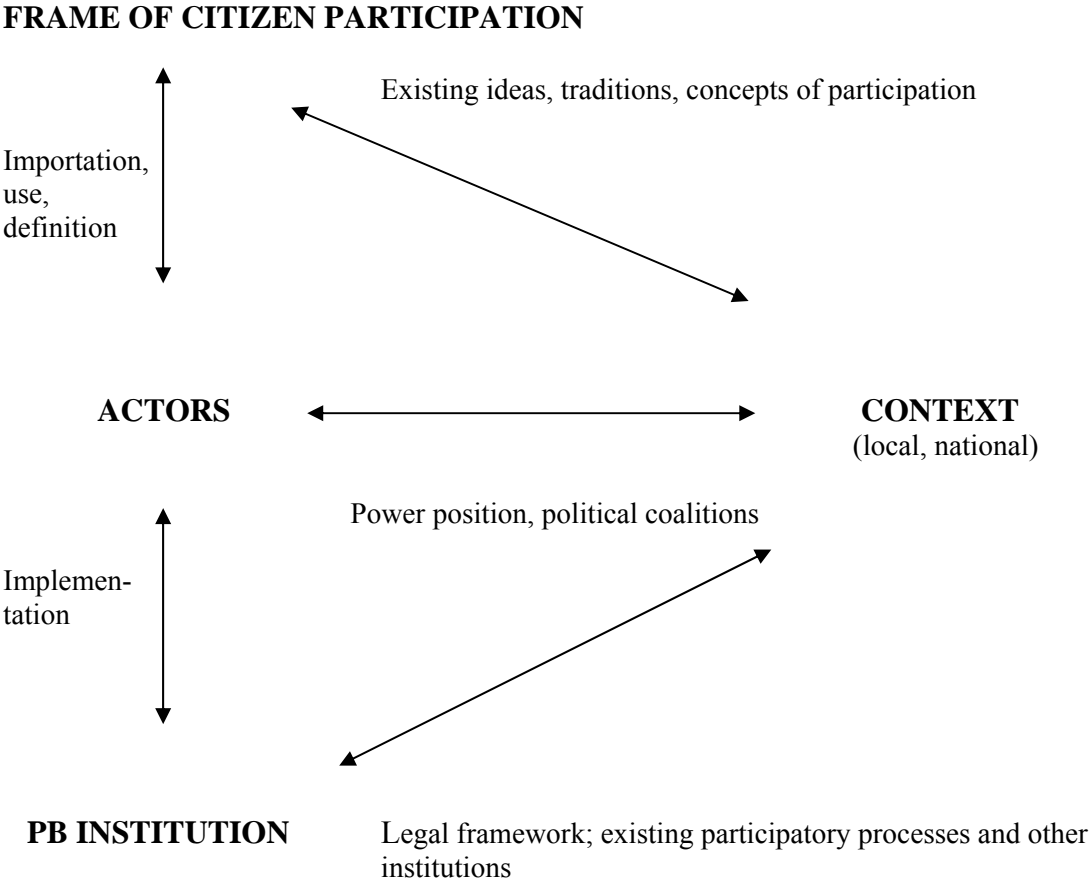 FRAME OF CITIZEN PARTICIPATION
Existing ideas, traditions, concepts of participation
Importation,
use,
definition
ACTORS
CONTEXT
(local, national)
Power position, political coalitions
Implemen-
tation
PB INSTITUTION
Legal framework; existing participatory processes and other
institutions